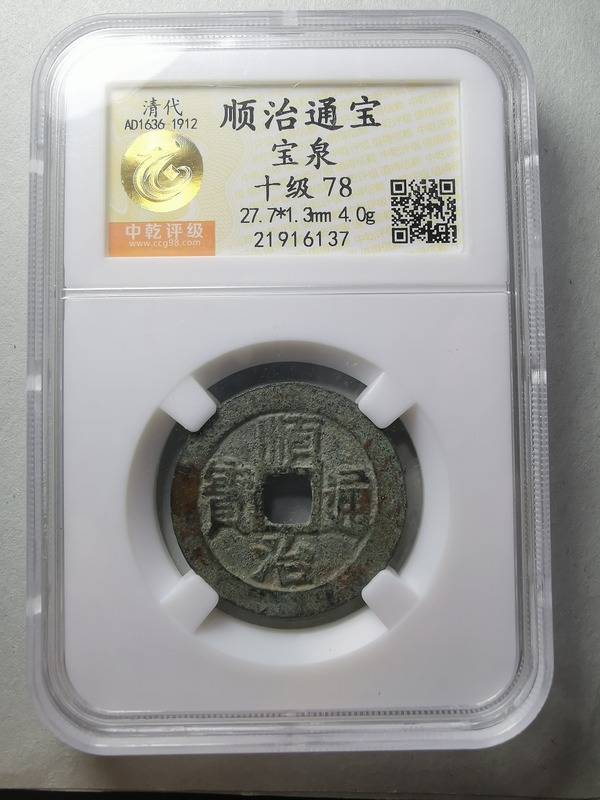 清代
AD1636 1912
顺治通宝
宝泉
十级 78
27.7*1.3mm 4.0g
21916137
中乾评级
www.ccg98.com
順治通寶